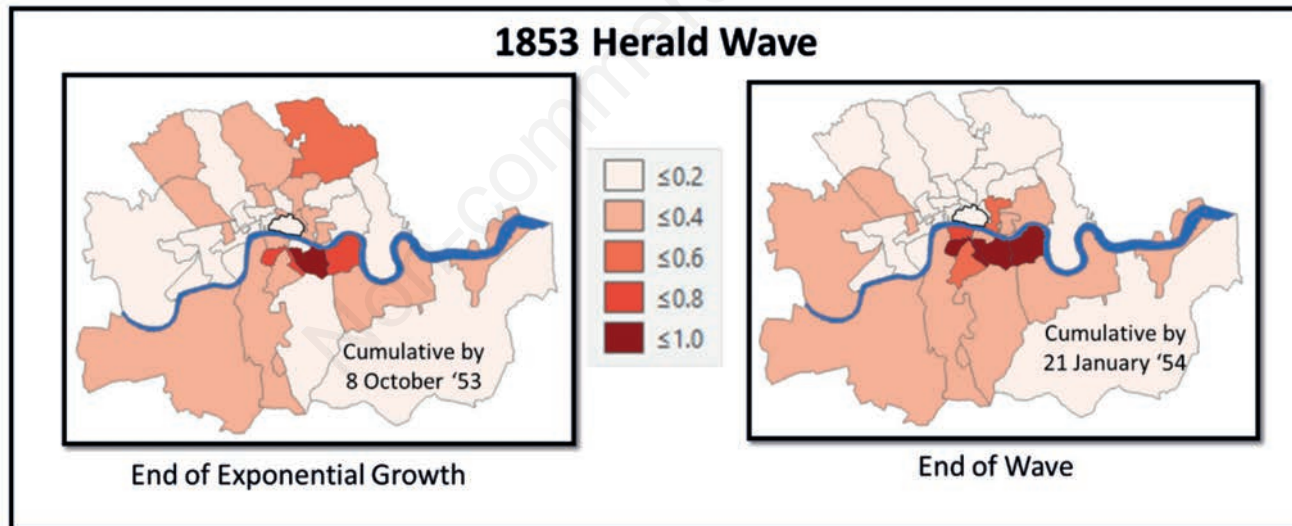 1853 Herald Wave
Cumulative by
8 October ‘53
End of Exponential Growth
≤0.2
≤0.4
≤0.6
≤0.8
≤1.0
Cumulative by
21 January ‘54
End of Wave